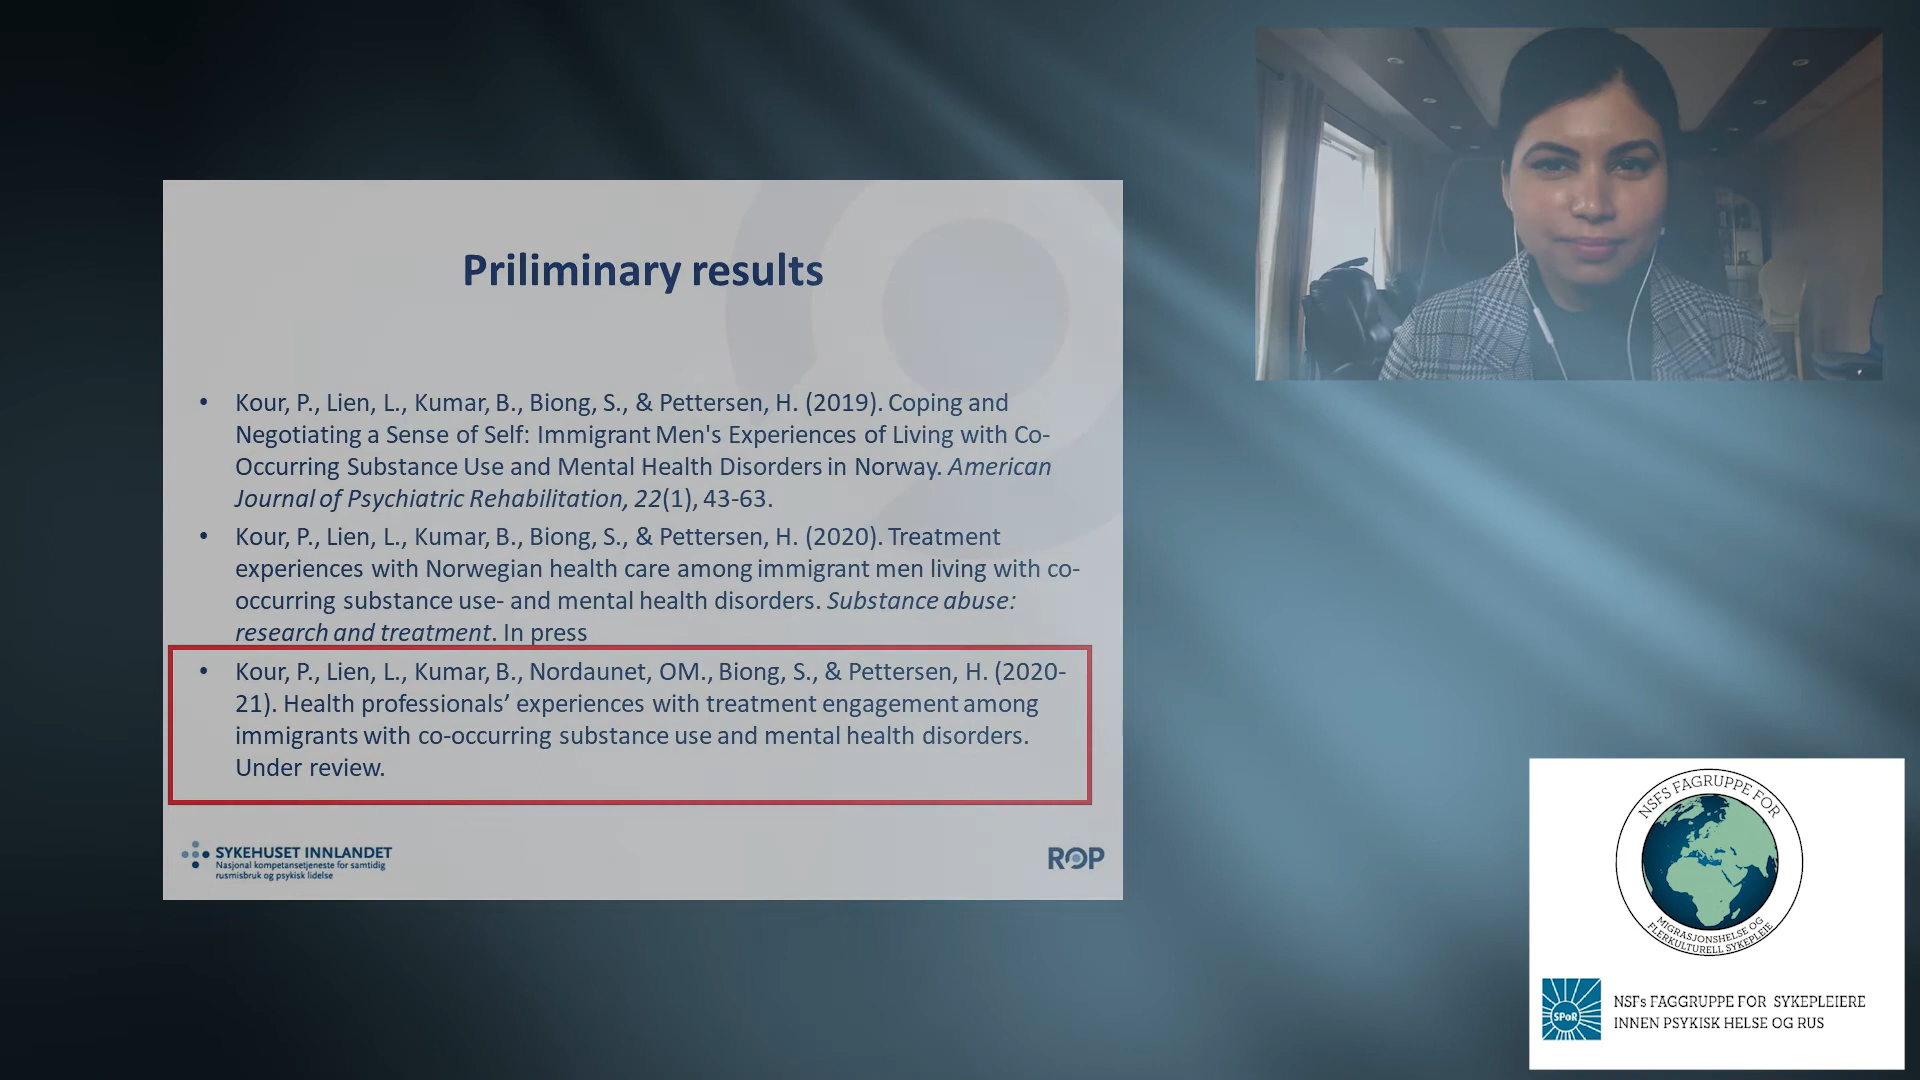 Priliminary results
• Kour, P., Lien, L., Kumar, B., Biong, S., & Pettersen, H. (2019). Coping and
Negotiating a Sense of Self: Immigrant Men's Experiences of Living with Co-
Occurring Substance Use and Mental Health Disorders in Norway. American
Journal of Psychiatric Rehabilitation, 22(1), 43-63.
• Kour, P., Lien, L., Kumar, B., Biong, S., & Pettersen, H. (2020). Treatment
experiences with Norwegian health care among immigrant men living with co-
occurring substance use- and mental health disorders. Substance abuse:
research and treatment. In press
• Kour, P., Lien, L., Kumar, B., Nordaunet, OM., Biong, S., & Pettersen, H. (2020-
21). Health professionals’ experiences with treatment engagement among
immigrants with co-occurring substance use and mental health disorders.
Under review.
SYKEHUSET INNLANDET
Nasjonal kompetansetjeneste for samtidig
rusmisbruk og psykisk lidelse
ROP
NSFS FAGRUPPE FOR
MIGRASJONSHELSE OG
FLERKULTURELL SYKEPLEIE
SPoR
NSFs FAGGRUPPE FOR SYKEPLEIERE
INNEN PSYKISK HELSE OG RUS